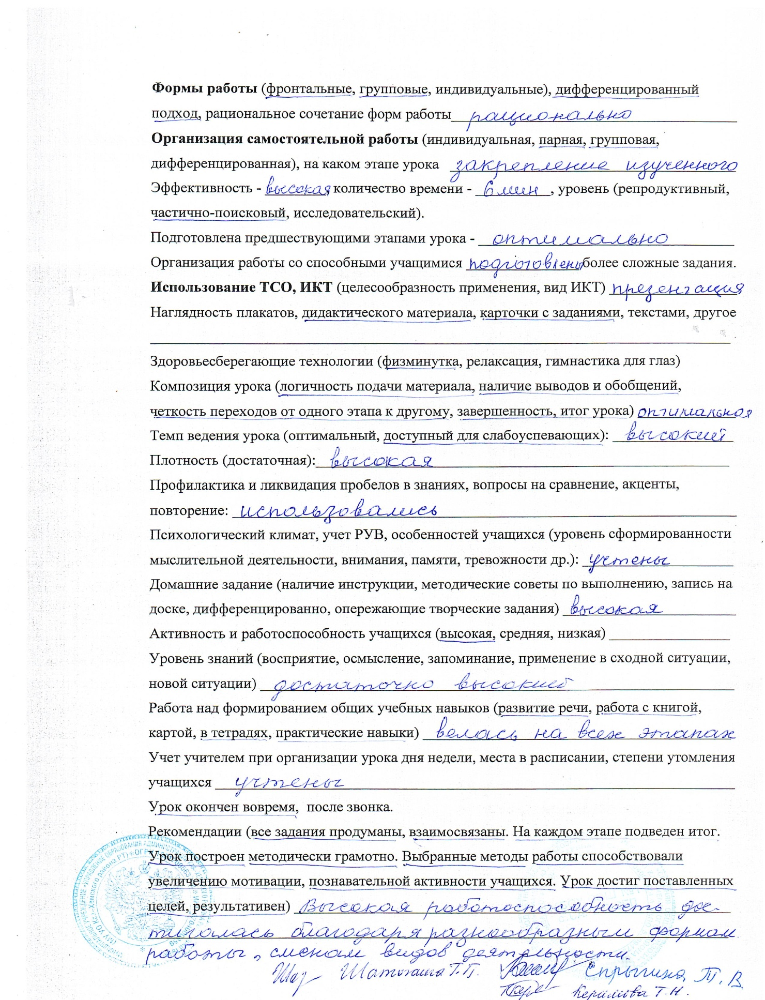 Формы работы (фронтальные, групповые, индивидуальные), дифференцированный
подход, рациональное сочетание форм работы рационально
Организация самостоятельной работы (индивидуальная, парная, групповая,
дифференцированная), на каком этапе урока закрепление изученного
Эффективность - высокая, количество времени - 6 мин, уровень (репродуктивный,
частично-поисковый, исследовательский).
Подготовлена предшествующими этапами урока - оптимально
Организация работы со способными учащимися подготовлены более сложные задания.
Использование ТСО, ИКТ (целесообразность применения, вид ИКТ) презентация
Наглядность плакатов, дидактического материала, карточки с заданиями, текстами, другое
Здоровьесберегающие технологии (физминутка, релаксация, гимнастика для глаз)
Композиция урока (логичность подачи материала, наличие выводов и обобщений,
четкость переходов от одного этапа к другому, завершенность, итог урока) оптимальная
Темп ведения урока (оптимальный, доступный для слабоуспевающих): высокий
Плотность (достаточная): высокая
Профилактика и ликвидация пробелов в знаниях, вопросы на сравнение, акценты,
повторение: использовались
Психологический климат, учет РУВ, особенностей учащихся (уровень сформированности
мыслительной деятельности, внимания, памяти, тревожности др.): учтены
Домашние задание (наличие инструкции, методические советы по выполнению, запись на
доске, дифференцированно, опережающие творческие задания) высокая
Активность и работоспособность учащихся (высокая, средняя, низкая)
Уровень знаний (восприятие, осмысление, запоминание, применение в сходной ситуации,
новой ситуации) достаточно высокий
Работа над формированием общих учебных навыков (развитие речи, работа с книгой,
картой, в тетрадях, практические навыки) велась на всех этапах
Учет учителем при организации урока дня недели, места в расписании, степени утомления
учащихся учтены
Урок окончен вовремя, после звонка.
Рекомендации (все задания продуманы, взаимосвязаны. На каждом этапе подведен итог.
Урок построен методически грамотно. Выбранные методы работы способствовали
увеличению мотивации, познавательной активности учащихся. Урок достиг поставленных
целей, результативен) Высокая работоспособность дос-
тигалась благодаря разнообразным формам
работы, сменам видов деятельности.
Т.П. Спрыгина Т.В.
Керимова Т.Н.